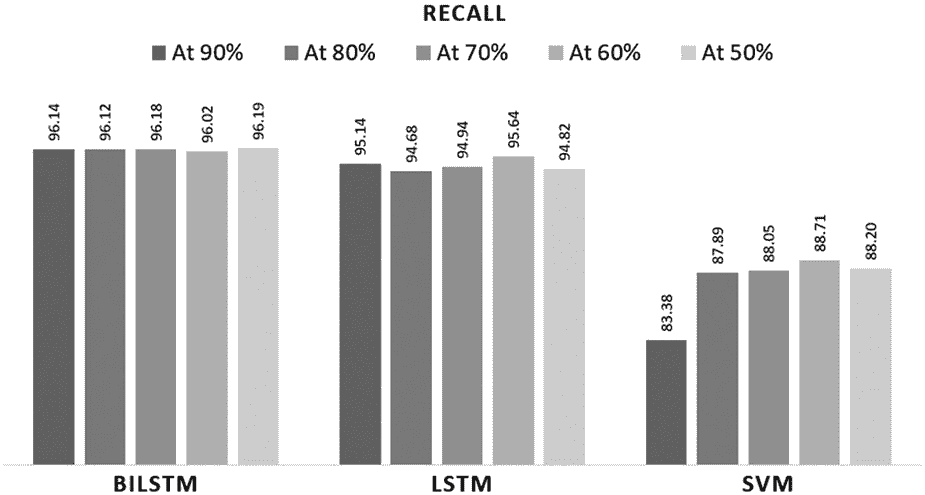 RECALL
At 90% At 80% At 70% At 60% At 50%
96.14 96.12 96.18 96.02 96.19 95.14 94.68 94.94 95.64 94.82 83.38 87.89 88.05 88.71 88.20
BILSTM LSTM SVM